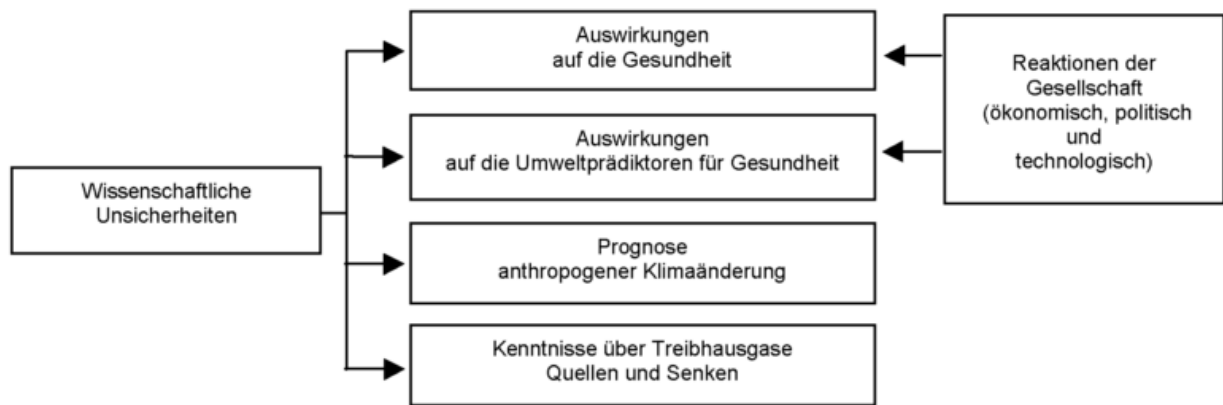 Auswirkungen
auf die Gesundheit
Reaktionen der
Gesellschaft
(ökonomisch, politisch
und
technologisch)
Auswirkungen
auf die Umweltprädiktoren für Gesundheit
Wissenschaftliche
Unsicherheiten
Prognose
anthropogener Klimaänderung
Kenntnisse über Treibhausgase
Quellen und Senken